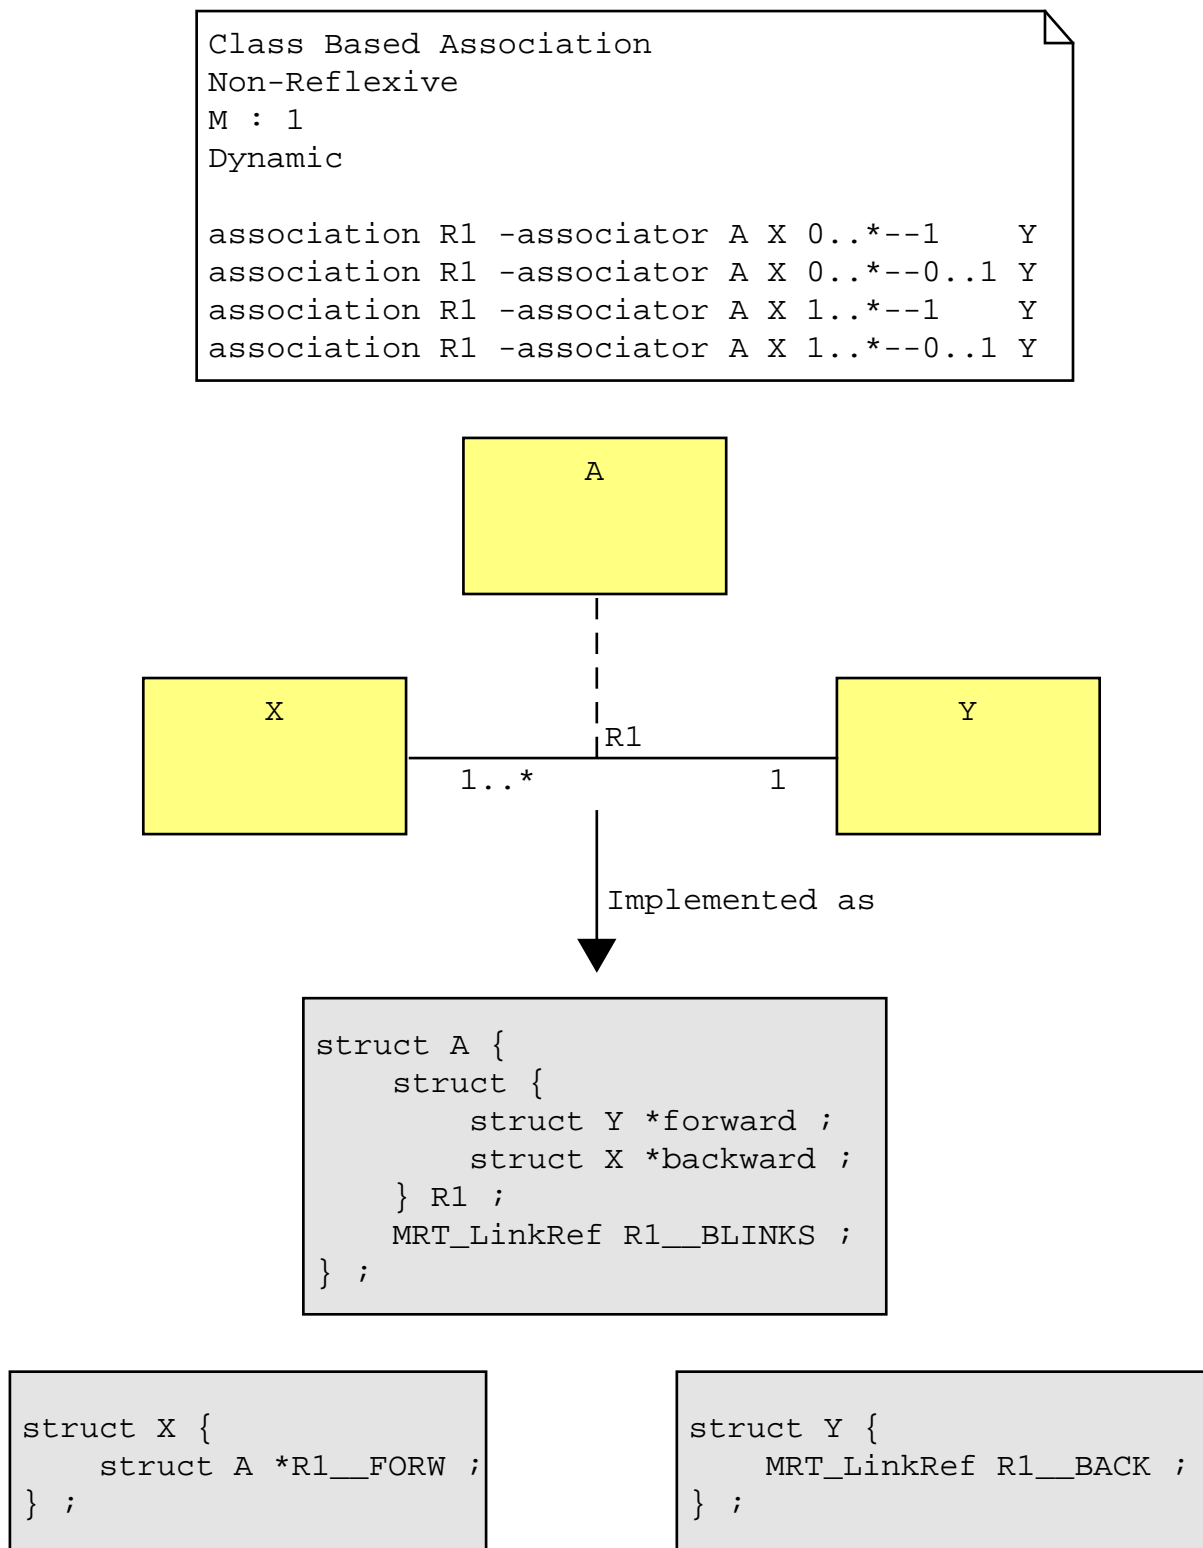 Class Based Association
Non-Reflexive
M : 1
Dynamic
association R1 -associator A X 0..*--1    Y
association R1 -associator A X 0..*--0..1 Y
association R1 -associator A X 1..*--1    Y
association R1 -associator A X 1..*--0..1 Y
A
X
Y
R1
1..*
1
Implemented as
struct A {
    struct {
        struct Y *forward ;
        struct X *backward ;
    } R1 ;
    MRT_LinkRef R1__BLINKS ;
} ;
struct X {
    struct A *R1__FORW ;
} ;
struct Y {
    MRT_LinkRef R1__BACK ;
} ;